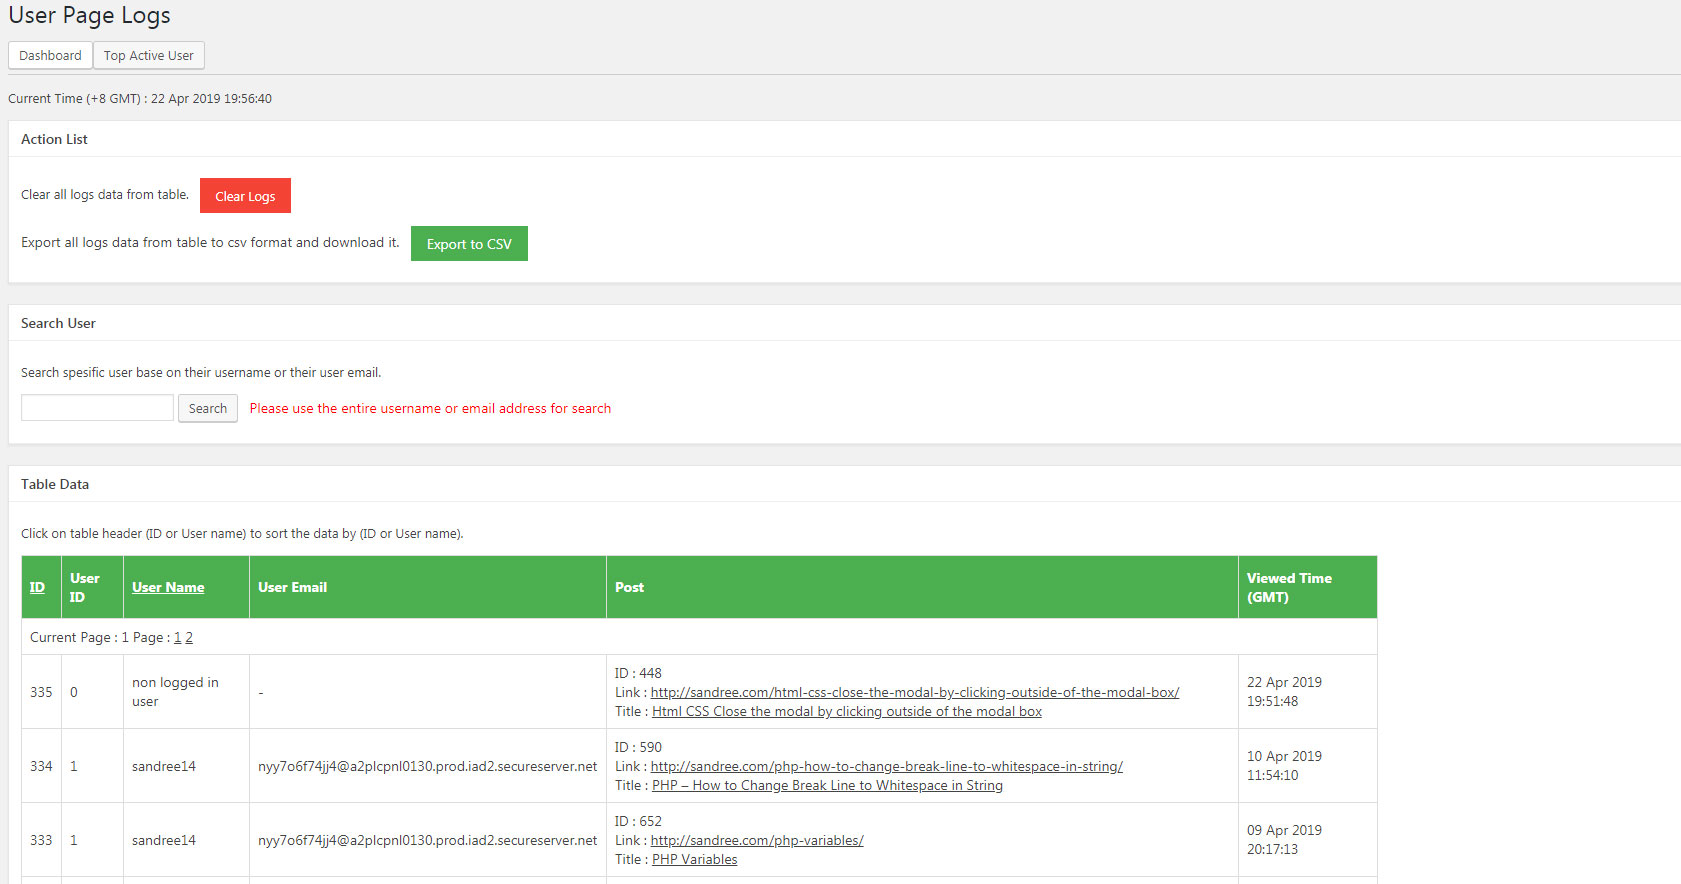 User Page Logs
Dashboard Top Active User
Current Time (+8 GMT) : 22 Apr 2019 19:56:40
Action List
Clear all logs data from table. Clear Logs
Export all logs data from table to csv format and download it. Export to CSV
Search User
Search spesific user base on their username or their user email.
Search Please use the entire username or email address for search
Table Data
Click on table header (ID or User name) to sort the data by (ID or User name).
ID User ID User Name User Email Post Viewed Time (GMT)
Current Page : 1 Page : 1 2
335 0 non logged in user - ID : 448
Link : http://sandree.com/html-css-close-the-modal-by-clicking-outside-of-the-modal-box/
Title : Html CSS Close the modal by clicking outside of the modal box
22 Apr 2019
19:51:48
334 1 sandree14 nyy7o6f74jj4@a2plcpnl0130.prod.iad2.secureserver.net ID : 590
Link : http://sandree.com/php-how-to-change-break-line-to-whitespace-in-string/
Title : PHP – How to Change Break Line to Whitespace in String
10 Apr 2019
11:54:10
333 1 sandree14 nyy7o6f74jj4@a2plcpnl0130.prod.iad2.secureserver.net ID : 652
Link : http://sandree.com/php-variables/
Title : PHP Variables
09 Apr 2019
20:17:13